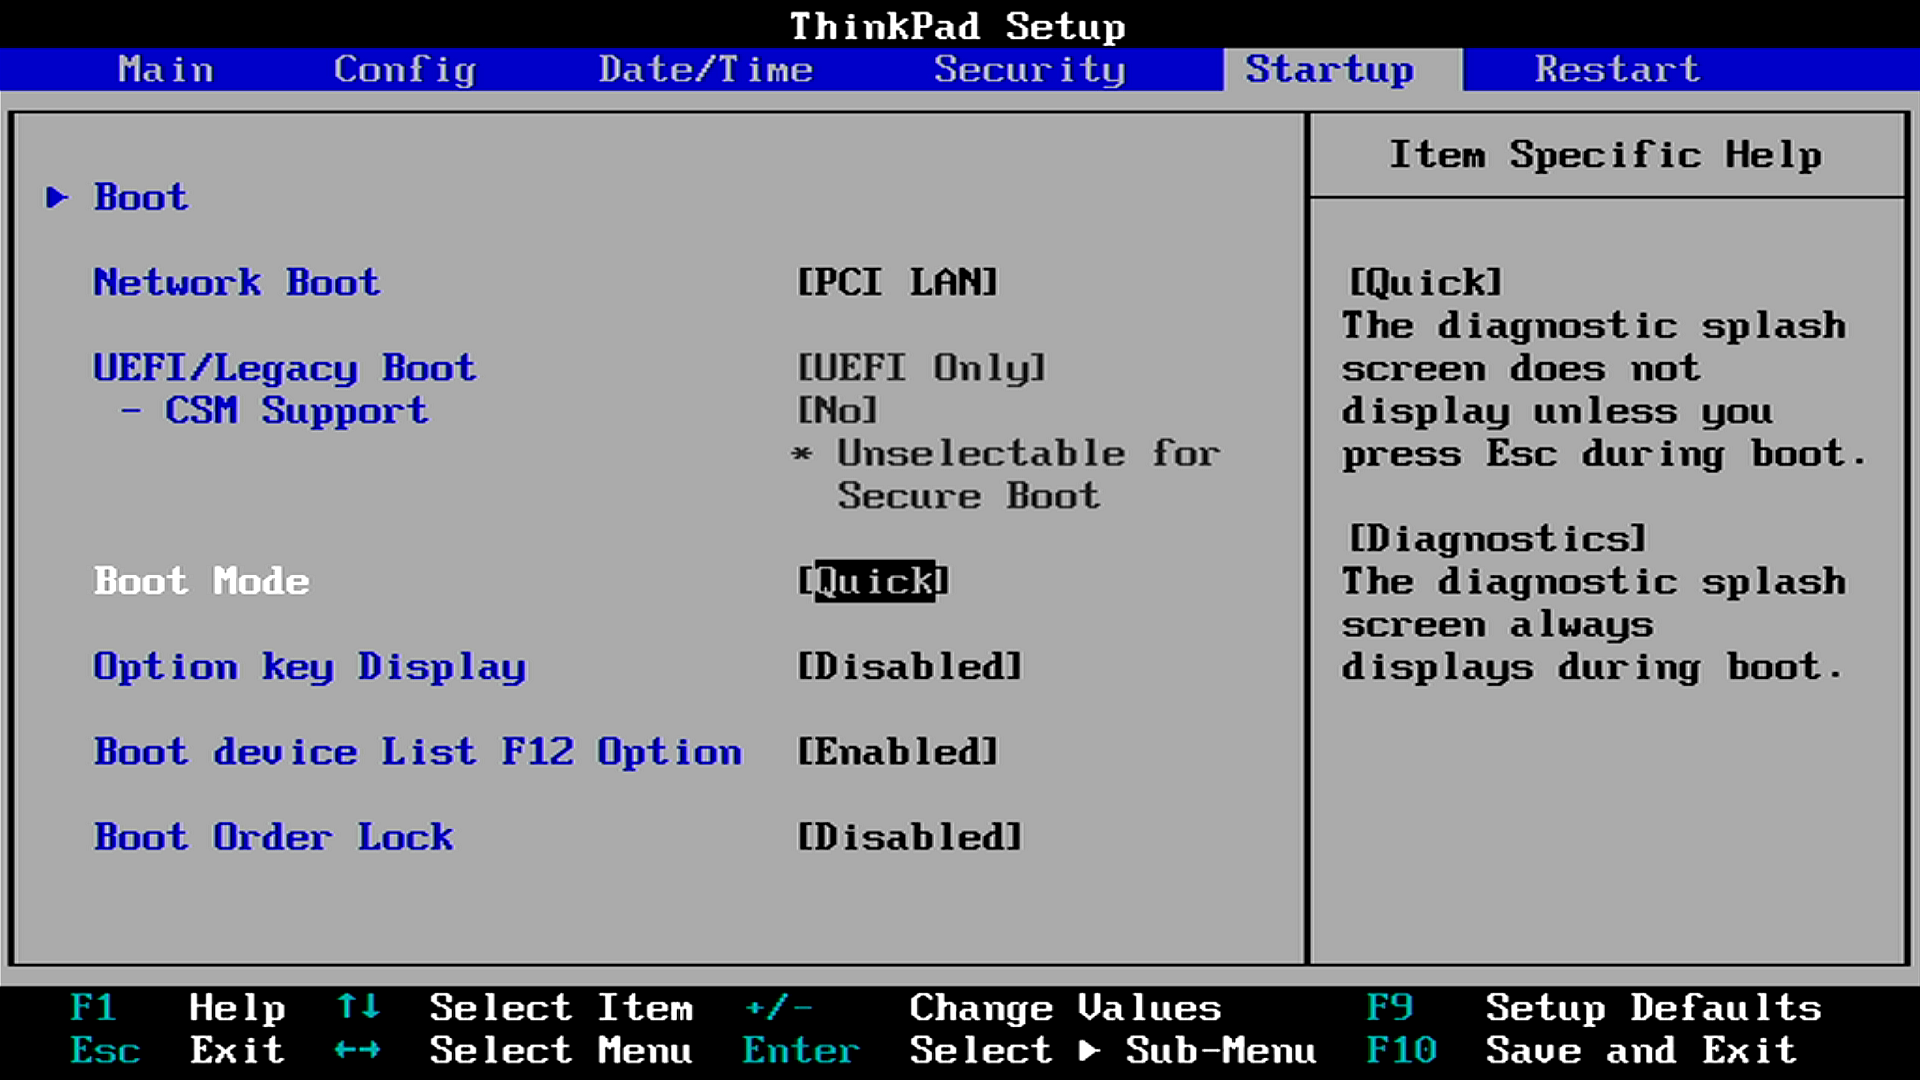 ThinkPad Setup
Main Config Date/Time Security Startup Restart
Boot
Network Boot [PCI LAN]
UEFI/Legacy Boot [UEFI Only]
- CSM Support [No]
* Unselectable for
Secure Boot
Boot Mode [Quick]
Option key Display [Disabled]
Boot device List F12 Option [Enabled]
Boot Order Lock [Disabled]
Item Specific Help
[Quick]
The diagnostic splash
screen does not
display unless you
press Esc during boot.
[Diagnostics]
The diagnostic splash
screen always
displays during boot.
F1 Help ↑↓ Select Item +/- Change Values F9 Setup Defaults
Esc Exit ←→ Select Menu Enter Select ▶ Sub-Menu F10 Save and Exit